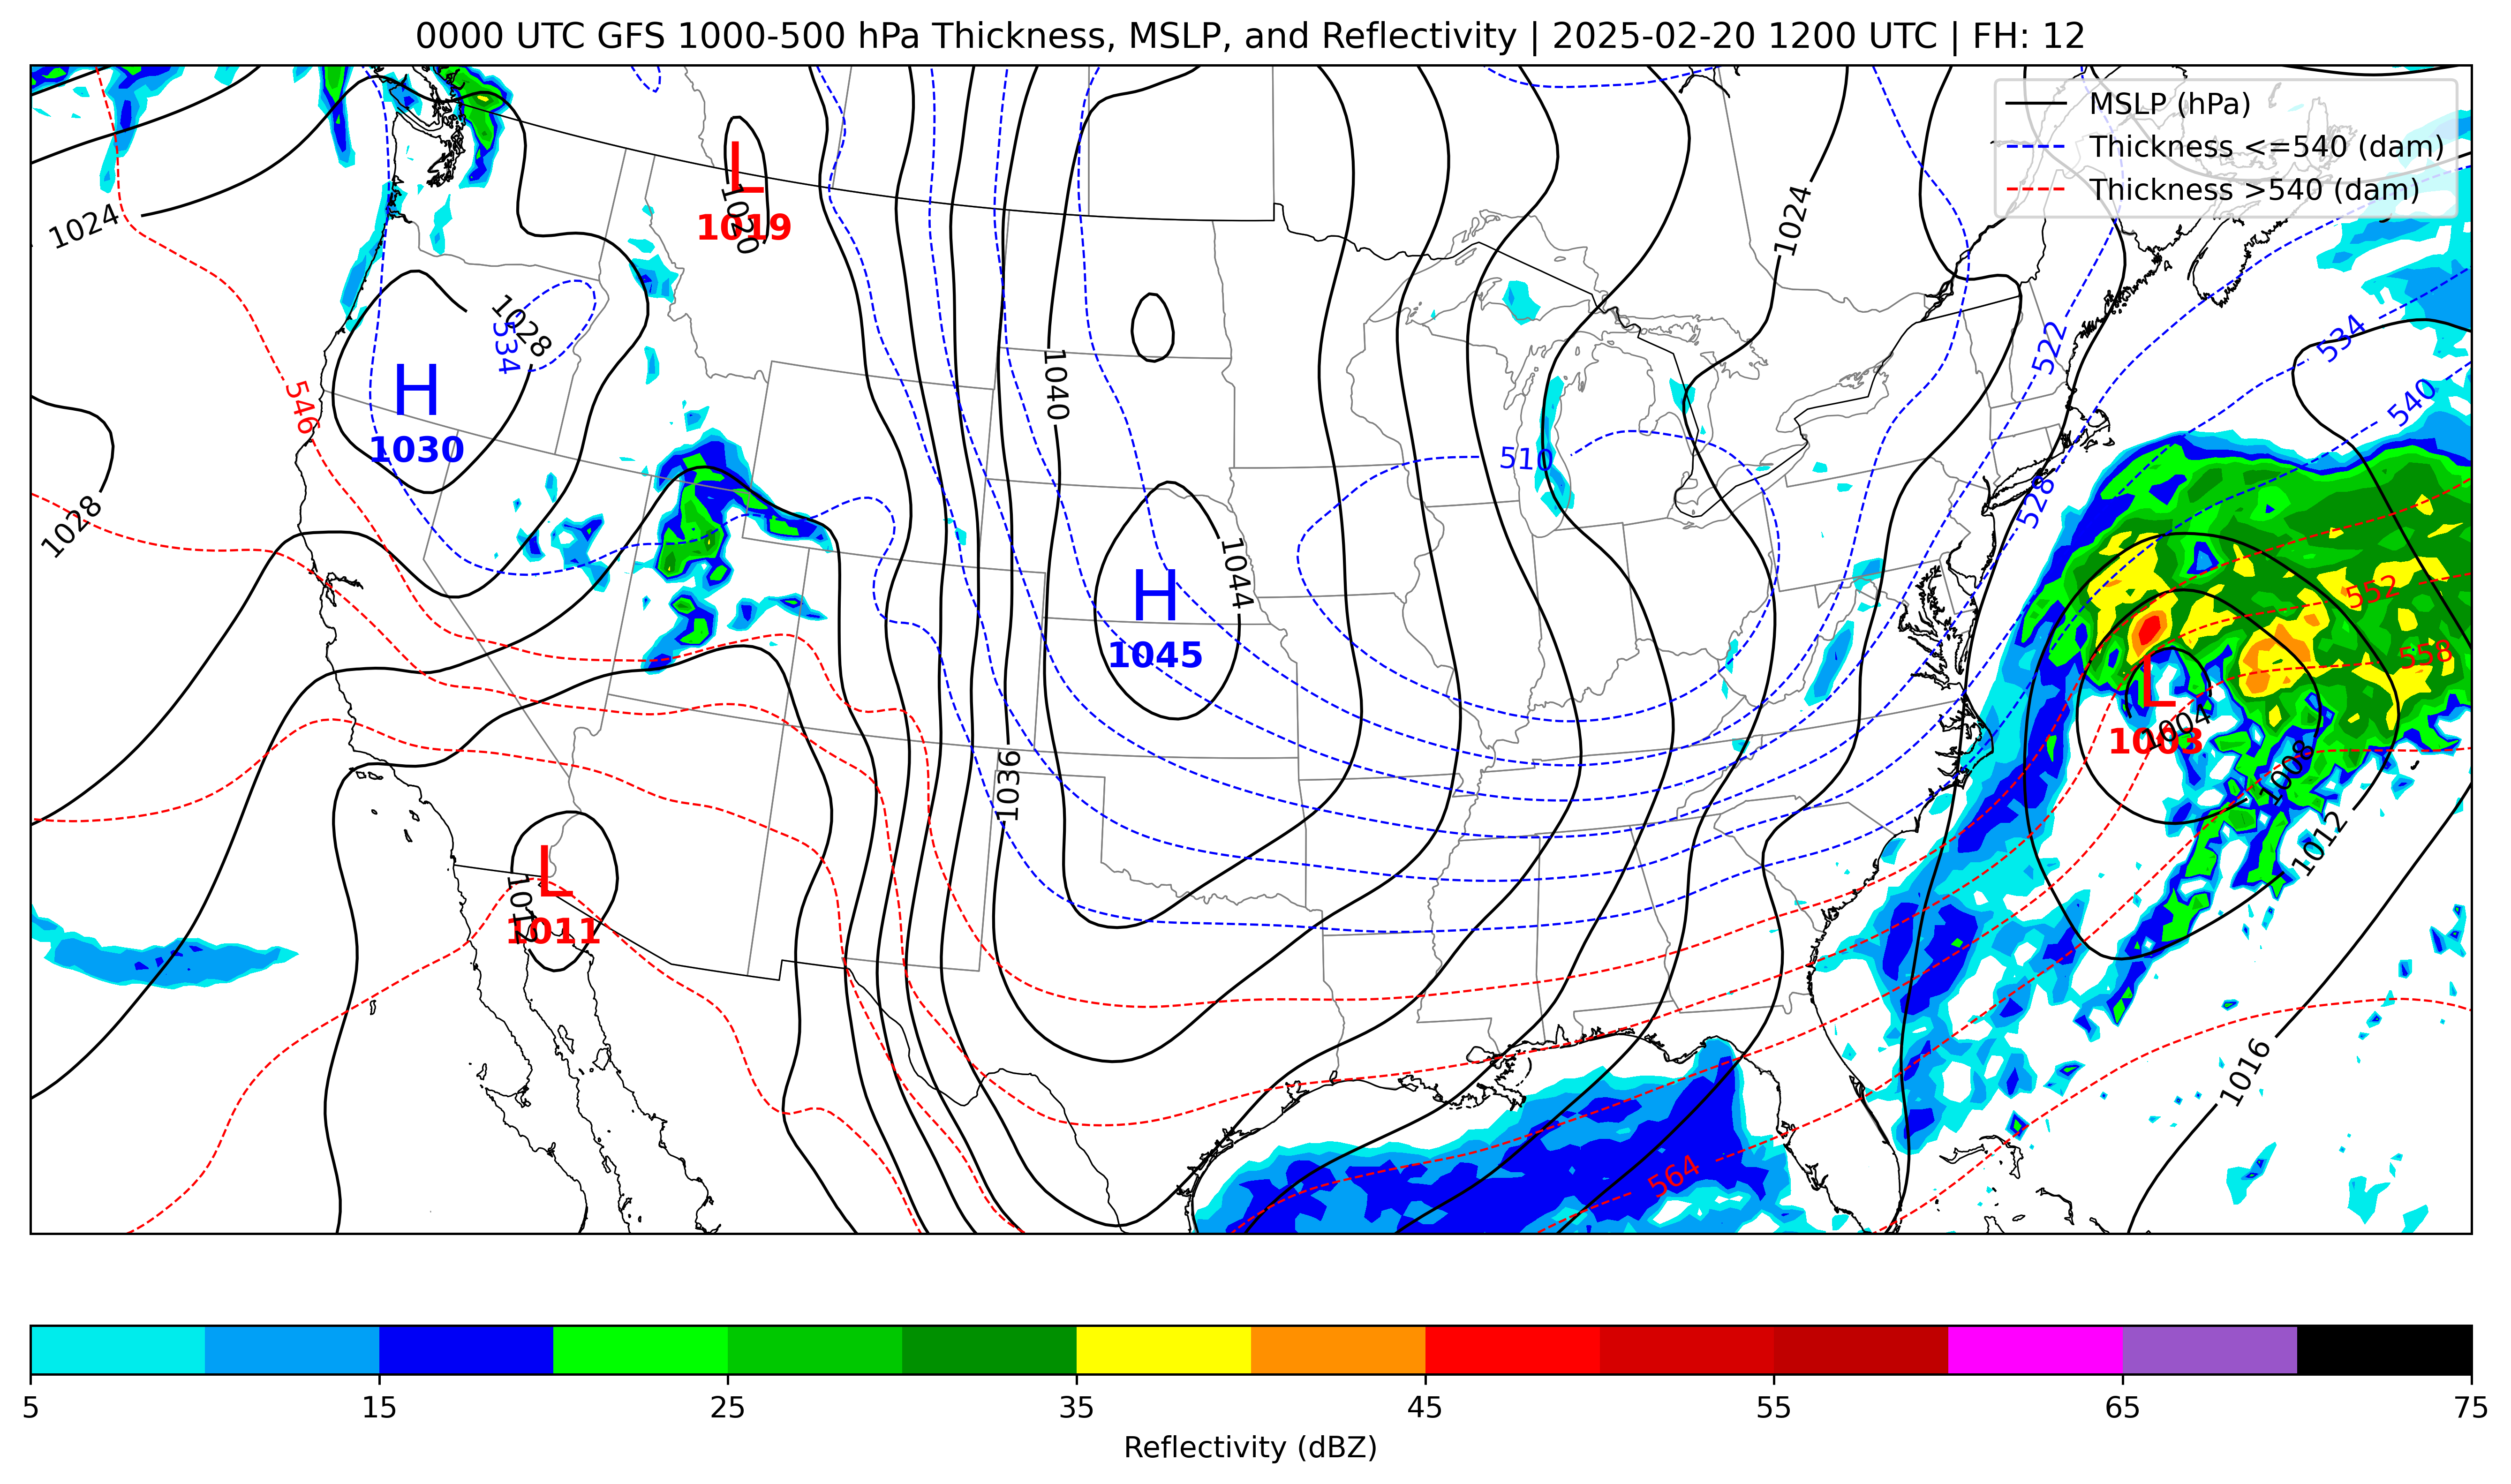 0000 UTC GFS 1000-500 hPa Thickness, MSLP, and Reflectivity | 2025-02-20 1200 UTC | FH: 12
MSLP (hPa)
Thickness <=540 (dam)
Thickness >540 (dam)
L
1020
1019
1024
1024
1028
534
H
1030
546
1040
522
534
540
510
528
1028
H
1045
1044
552
558
L
1004
1003
1008
1036
1012
L
1012
1011
1016
564
5 15 25 35 45 55 65 75
Reflectivity (dBZ)